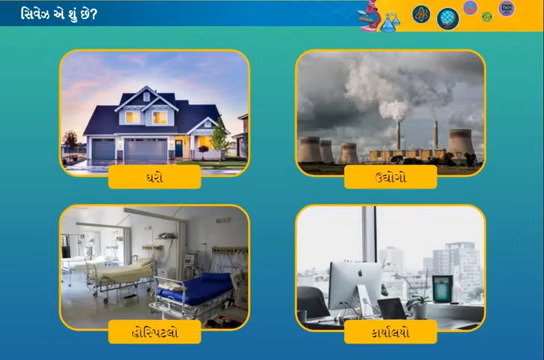 સિવેઝ એ શું છે?
ઘરો
ઉદ્યોગો
હોસ્પિટલો
કાર્યાલયો